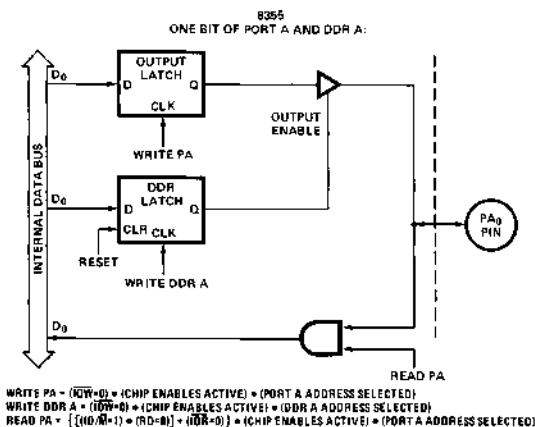 8355
ONE BIT OF PORT A AND DDR A:
OUTPUT
LATCH
D0
D
Q
CLK
OUTPUT
ENABLE
WRITE PA
INTERNAL DATA BUS
DDR
LATCH
D0
D
Q
CLR
CLK
RESET
WRITE DDR A
PA0
PIN
D0
READ PA
WRITE PA = (I̅O̅W̅=0) • (CHIP ENABLES ACTIVE) • (PORT A ADDRESS SELECTED)
WRITE DDR A = (I̅O̅W̅=0) • (CHIP ENABLES ACTIVE) • (DDR A ADDRESS SELECTED)
READ PA = {[(IO/M̅=1) • (RD=0)] + (I̅O̅R̅=0)} • (CHIP ENABLES ACTIVE) • (PORT A ADDRESS SELECTED)